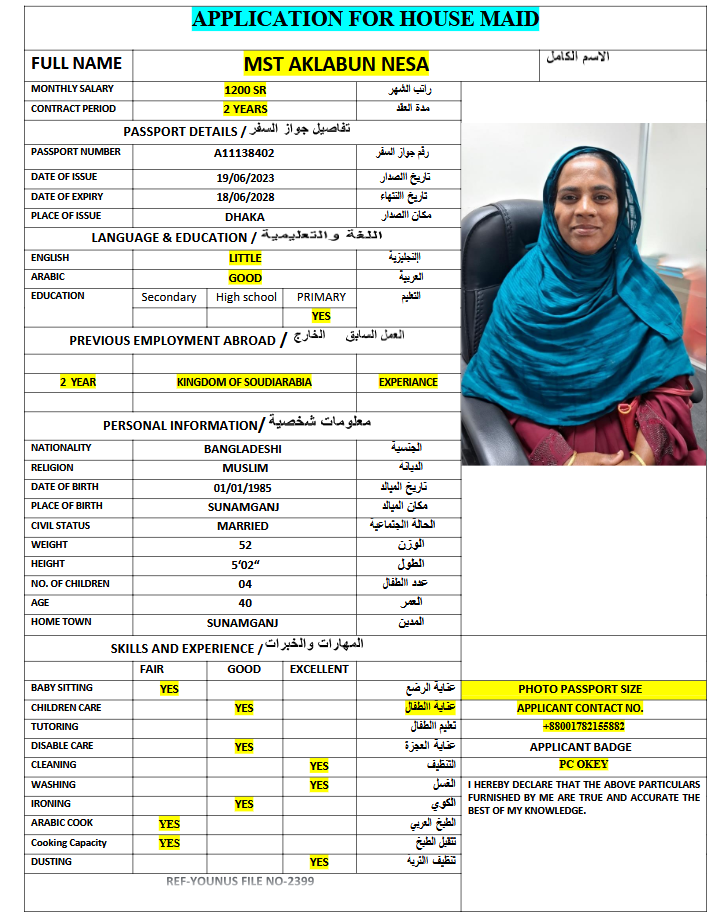 APPLICATION FOR HOUSE MAID
FULL NAME MST AKLABUN NESA الاسم الكامل
MONTHLY SALARY 1200 SR راتب الشهر
CONTRACT PERIOD 2 YEARS مدة العقد
PASSPORT DETAILS / تفاصيل جواز السفر
PASSPORT NUMBER A11138402 رقم جواز السفر
DATE OF ISSUE 19/06/2023 تاريخ االصدار
DATE OF EXPIRY 18/06/2028 تاريخ االنتهاء
PLACE OF ISSUE DHAKA مكان االصدار
LANGUAGE & EDUCATION / اللغة والتعليمية
ENGLISH LITTLE اإلنجليزية
ARABIC GOOD العربية
EDUCATION Secondary High school PRIMARY التعليم
YES
PREVIOUS EMPLOYMENT ABROAD / العمل السابق الخارج
2 YEAR KINGDOM OF SOUDIARABIA EXPERIANCE
PERSONAL INFORMATION/ معلومات شخصية
NATIONALITY BANGLADESHI الجنسية
RELIGION MUSLIM الديانة
DATE OF BIRTH 01/01/1985 تاريخ الميالد
PLACE OF BIRTH SUNAMGANJ مكان الميالد
CIVIL STATUS MARRIED الحالة االجتماعية
WEIGHT 52 الوزن
HEIGHT 5‘02“ الطول
NO. OF CHILDREN 04 عدد االطفال
AGE 40 العمر
HOME TOWN SUNAMGANJ المدين
SKILLS AND EXPERIENCE / المهارات والخبرات
FAIR GOOD EXCELLENT
BABY SITTING YES عناية الرضع PHOTO PASSPORT SIZE
CHILDREN CARE YES عناية االطفال APPLICANT CONTACT NO.
TUTORING تعليم االطفال +88001782155882
DISABLE CARE YES عناية العجزة APPLICANT BADGE
CLEANING YES التنظيف PC OKEY
WASHING YES الغسل I HEREBY DECLARE THAT THE ABOVE PARTICULARS
FURNISHED BY ME ARE TRUE AND ACCURATE THE
IRONING YES الكوي BEST OF MY KNOWLEDGE.
ARABIC COOK YES الطبخ العربي
Cooking Capacity YES تتقيل الطبخ
DUSTING YES تنظيف االتربة
REF-YOUNUS FILE NO-2399